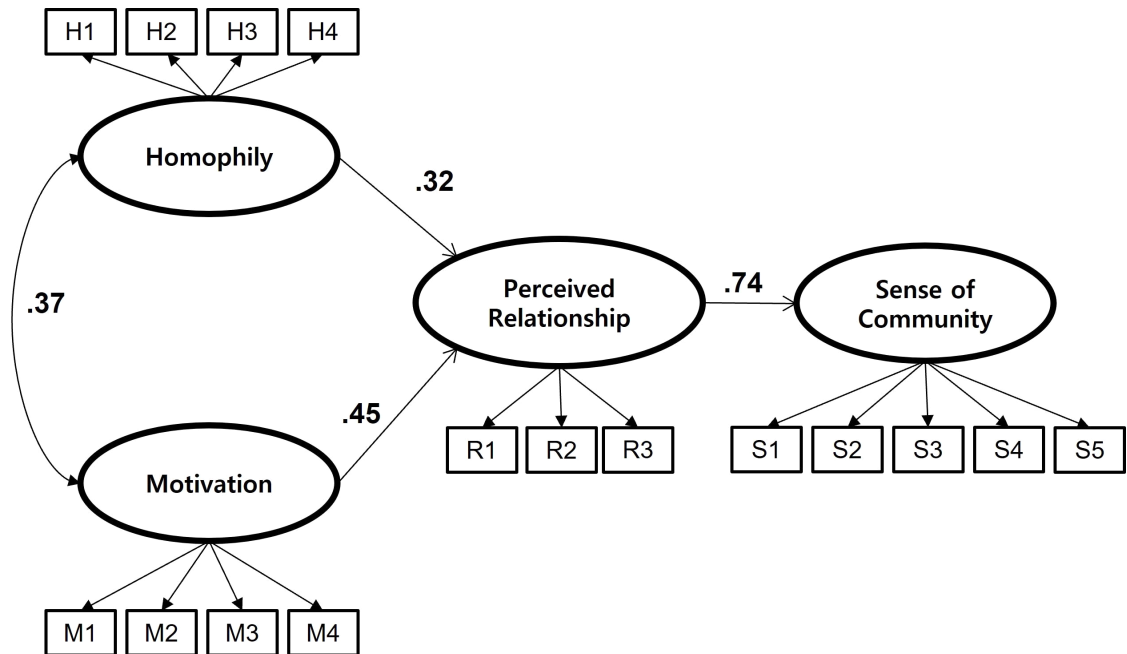 H1 H2 H3 H4
Homophily
.32
Perceived
Relationship
.74
Sense of
Community
.37
.45
R1 R2 R3
S1 S2 S3 S4 S5
Motivation
M1 M2 M3 M4